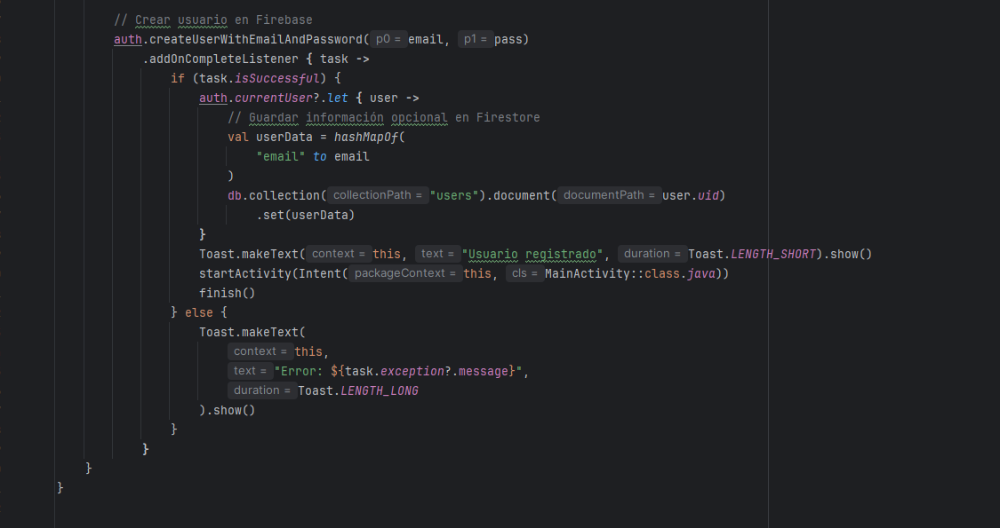 // Crear usuario en Firebase
auth.createUserWithEmailAndPassword( p0 = email, p1 = pass)
.addOnCompleteListener { task ->
if (task.isSuccessful) {
auth.currentUser?.let { user ->
// Guardar información opcional en Firestore
val userData = hashMapOf(
"email" to email
)
db.collection( collectionPath = "users").document( documentPath = user.uid)
.set(userData)
}
Toast.makeText( context = this, text = "Usuario registrado", duration = Toast.LENGTH_SHORT).show()
startActivity(Intent( packageContext = this, cls = MainActivity::class.java))
finish()
} else {
Toast.makeText(
context = this,
text = "Error: ${task.exception?.message}",
duration = Toast.LENGTH_LONG
).show()
}
}
}
}